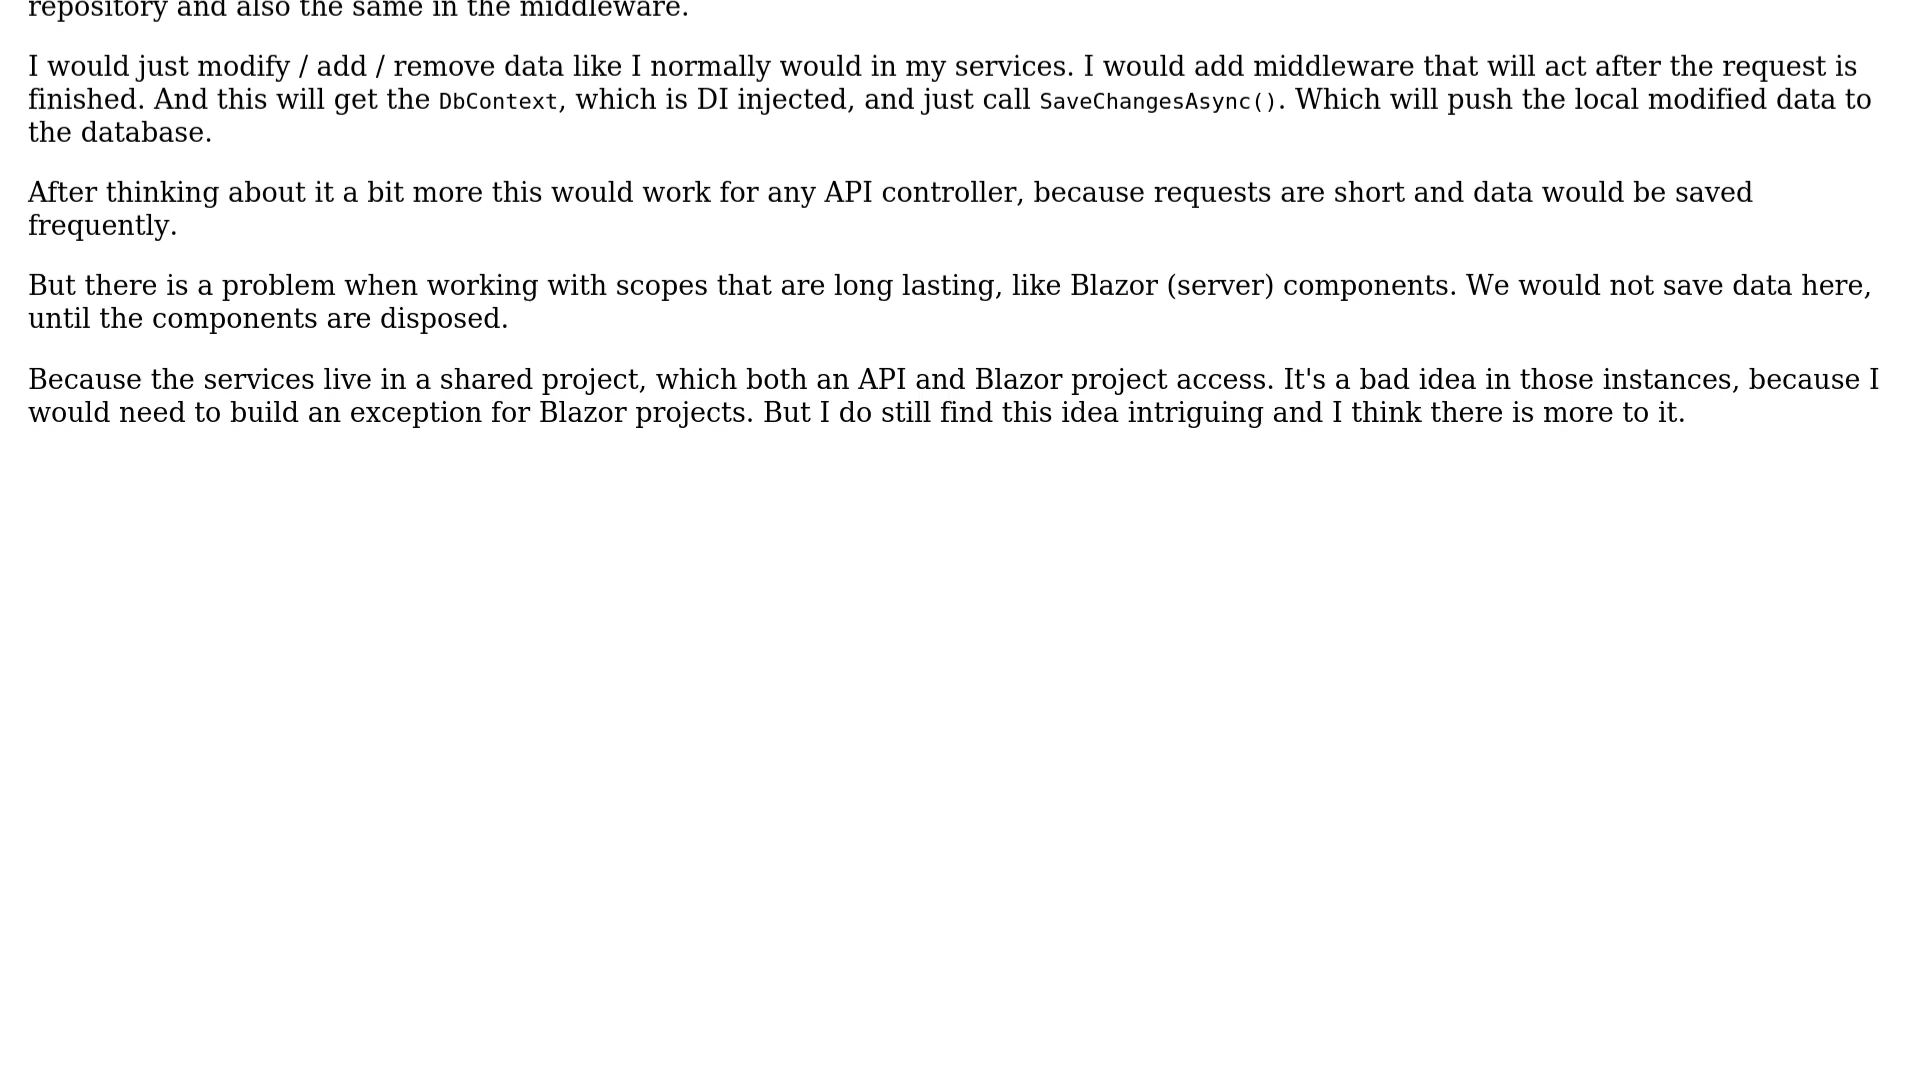 repository and also the same in the middleware.
I would just modify / add / remove data like I normally would in my services. I would add middleware that will act after the request is
finished. And this will get the DbContext, which is DI injected, and just call SaveChangesAsync(). Which will push the local modified data to
the database.
After thinking about it a bit more this would work for any API controller, because requests are short and data would be saved
frequently.
But there is a problem when working with scopes that are long lasting, like Blazor (server) components. We would not save data here,
until the components are disposed.
Because the services live in a shared project, which both an API and Blazor project access. It's a bad idea in those instances, because I
would need to build an exception for Blazor projects. But I do still find this idea intriguing and I think there is more to it.